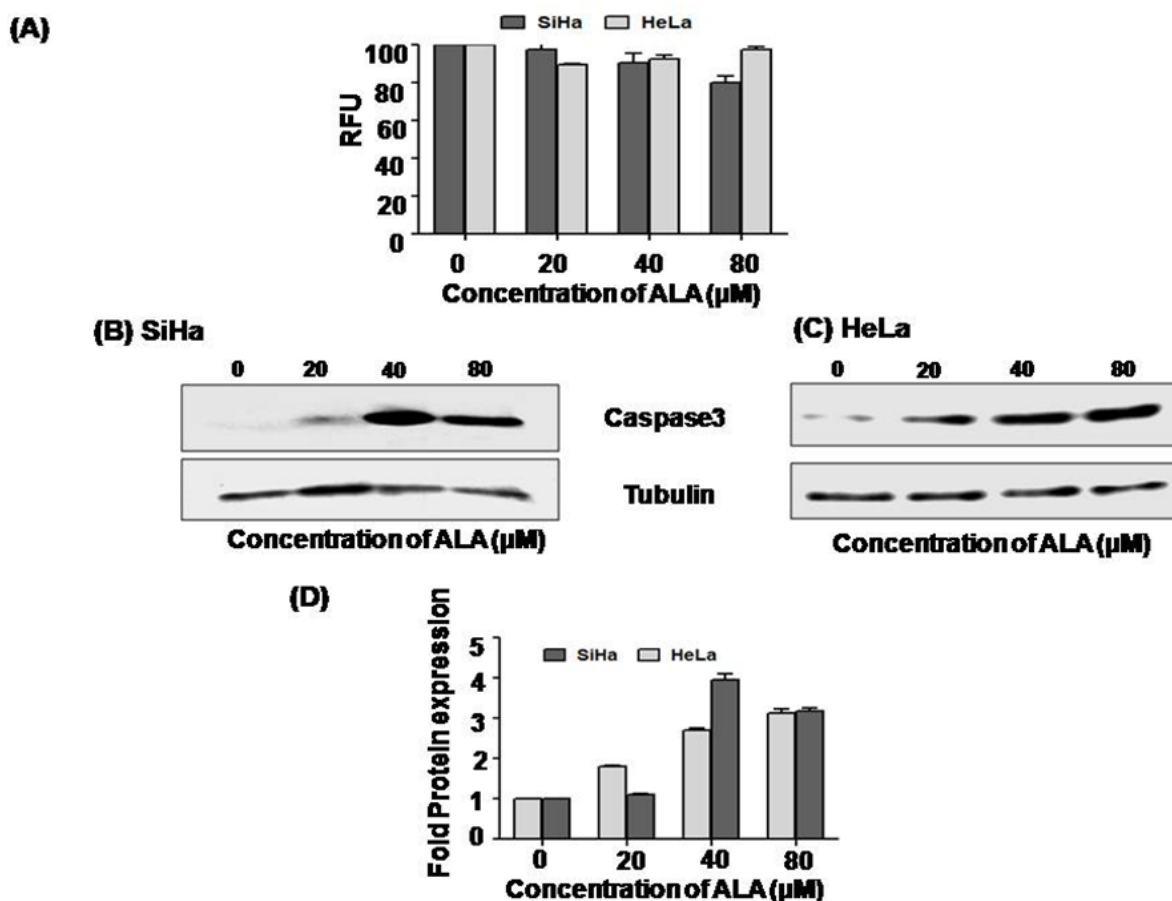 (A)
SiHa HeLa
100
80
60
40
20
0
RFU
0 20 40 80
Concentration of ALA (µM)
(B) SiHa
0 20 40 80
(C) HeLa
0 20 40 80
Caspase3
Tubulin
Concentration of ALA (µM)
Concentration of ALA (µM)
(D)
SiHa HeLa
5
4
3
2
1
0
Fold Protein expression
0 20 40 80
Concentration of ALA (µM)